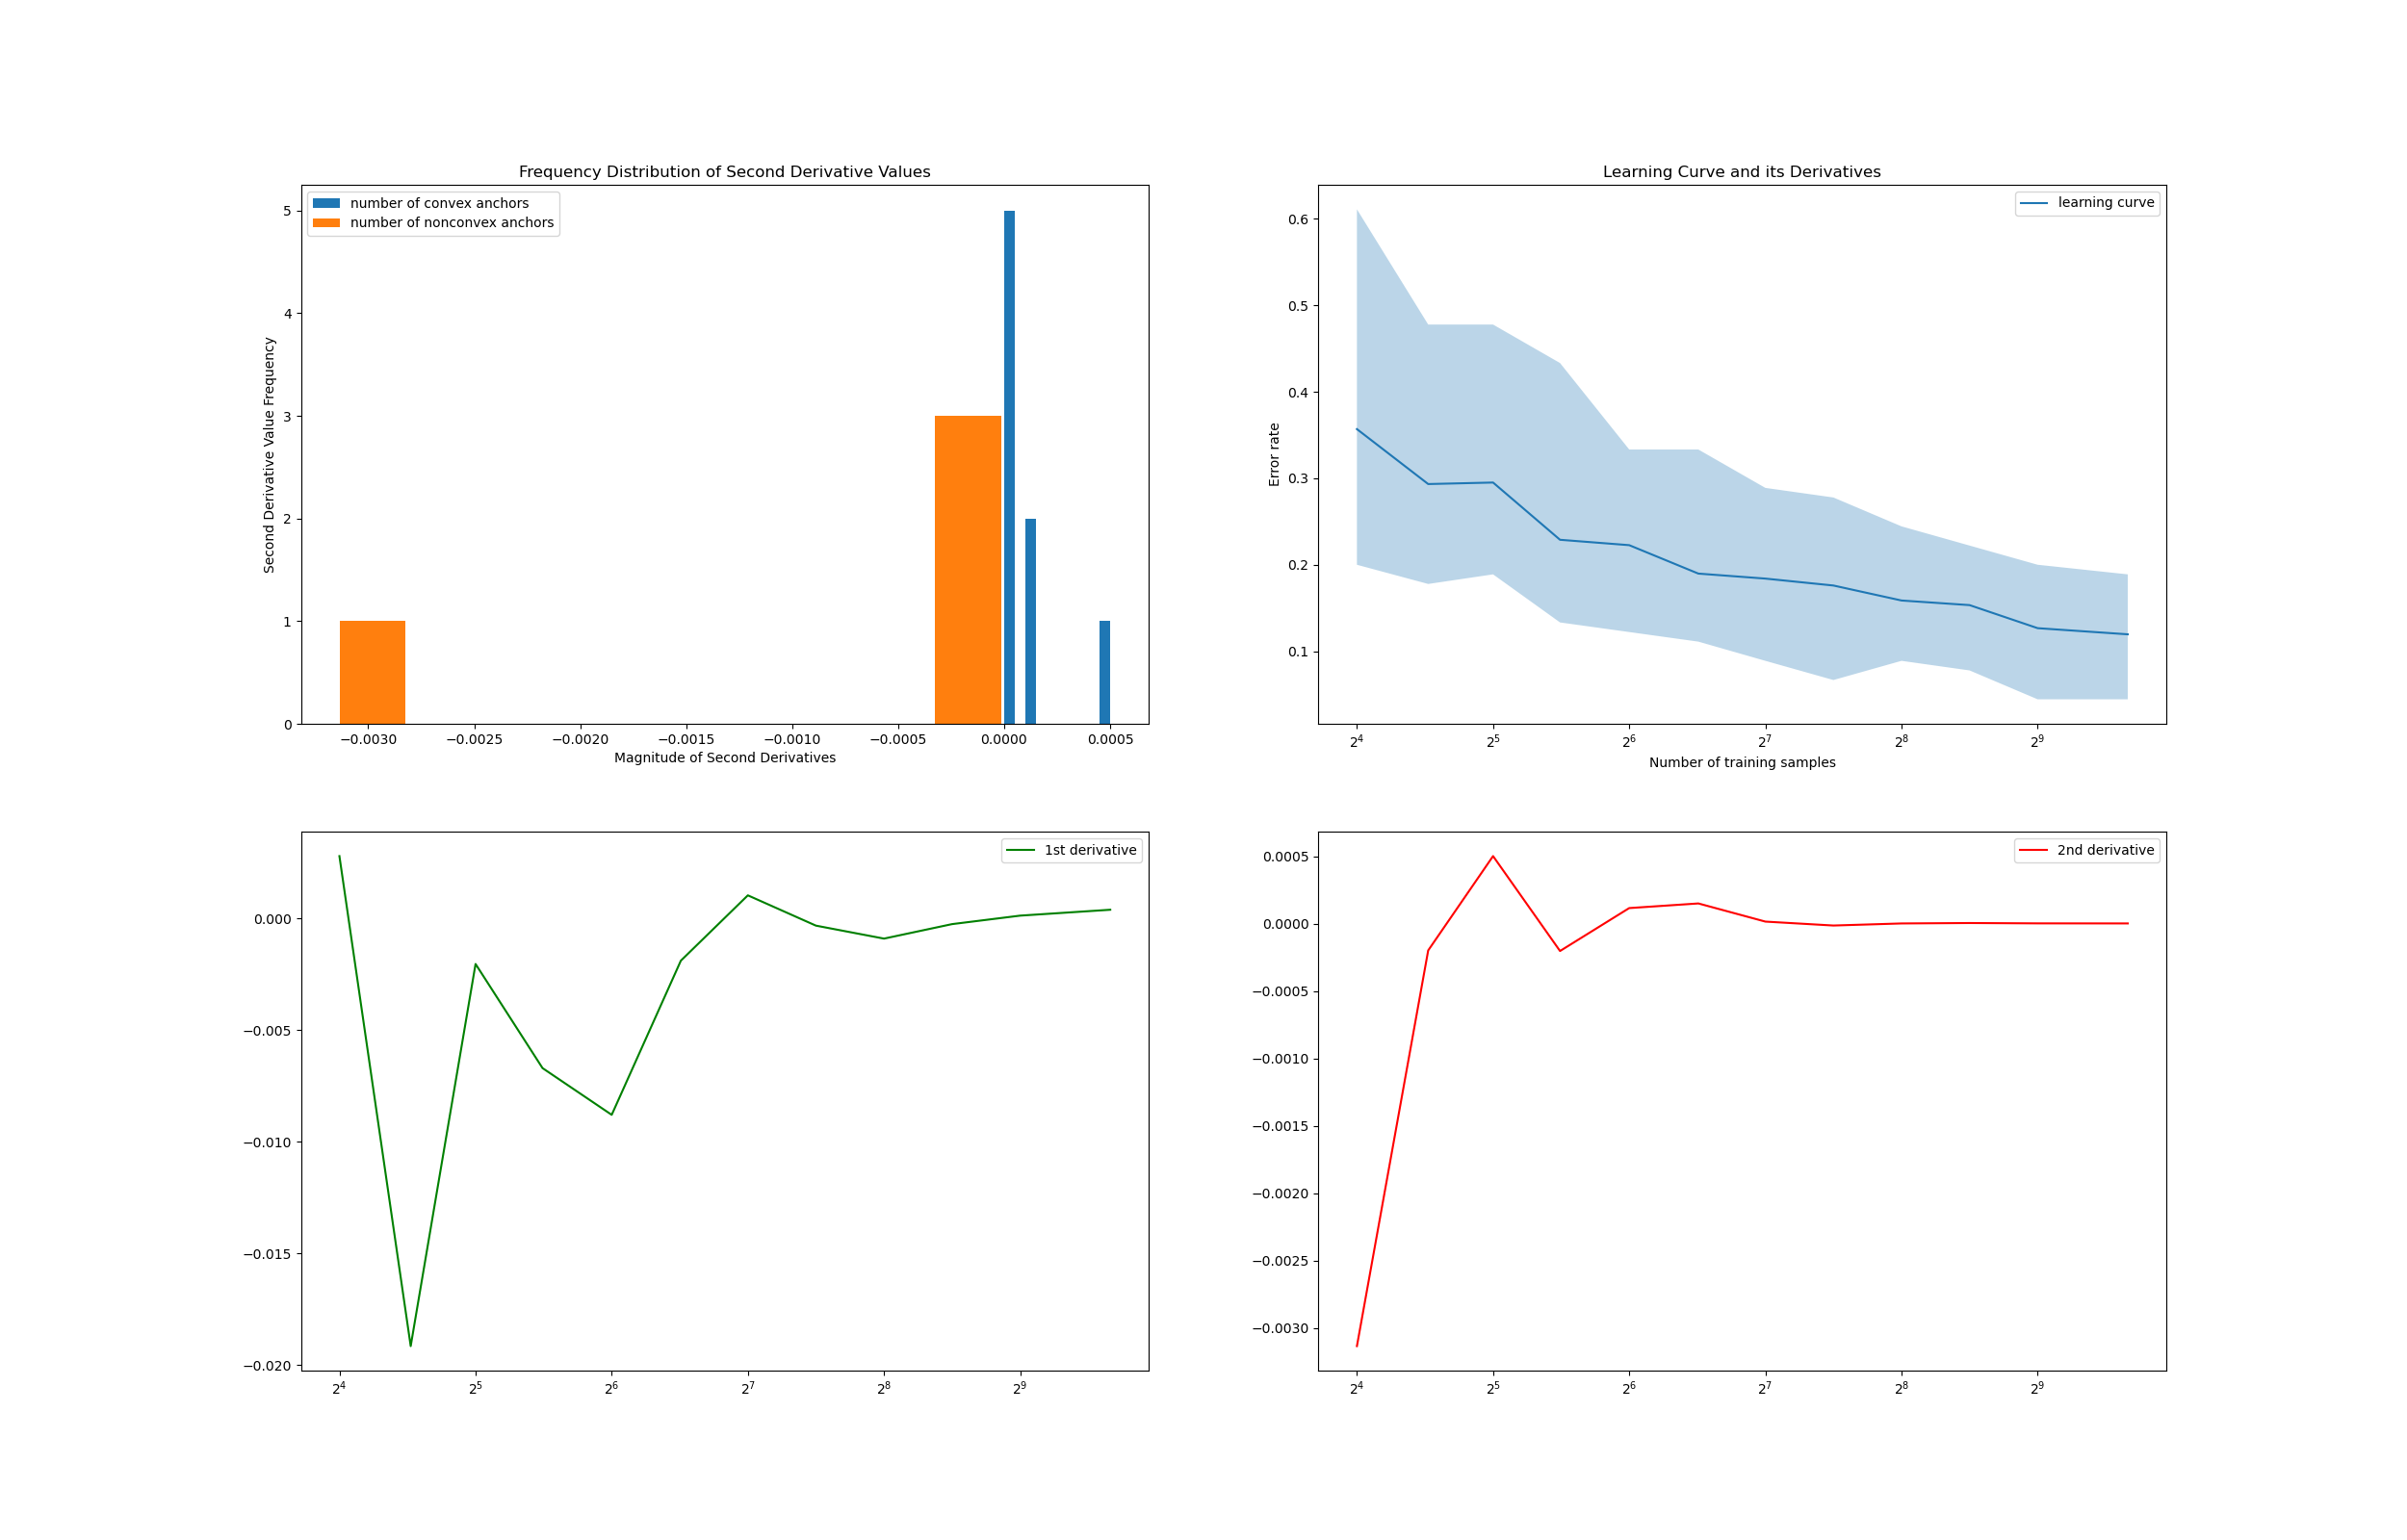 Frequency Distribution of Second Derivative Values
number of convex anchors
number of nonconvex anchors
5
4
3
2
1
0
Second Derivative Value Frequency
−0.0030 −0.0025 −0.0020 −0.0015 −0.0010 −0.0005 0.0000 0.0005
Magnitude of Second Derivatives
Learning Curve and its Derivatives
learning curve
0.6
0.5
0.4
0.3
0.2
0.1
Error rate
2⁴ 2⁵ 2⁶ 2⁷ 2⁸ 2⁹
Number of training samples
1st derivative
0.000
−0.005
−0.010
−0.015
−0.020
2⁴ 2⁵ 2⁶ 2⁷ 2⁸ 2⁹
2nd derivative
0.0005
0.0000
−0.0005
−0.0010
−0.0015
−0.0020
−0.0025
−0.0030
2⁴ 2⁵ 2⁶ 2⁷ 2⁸ 2⁹